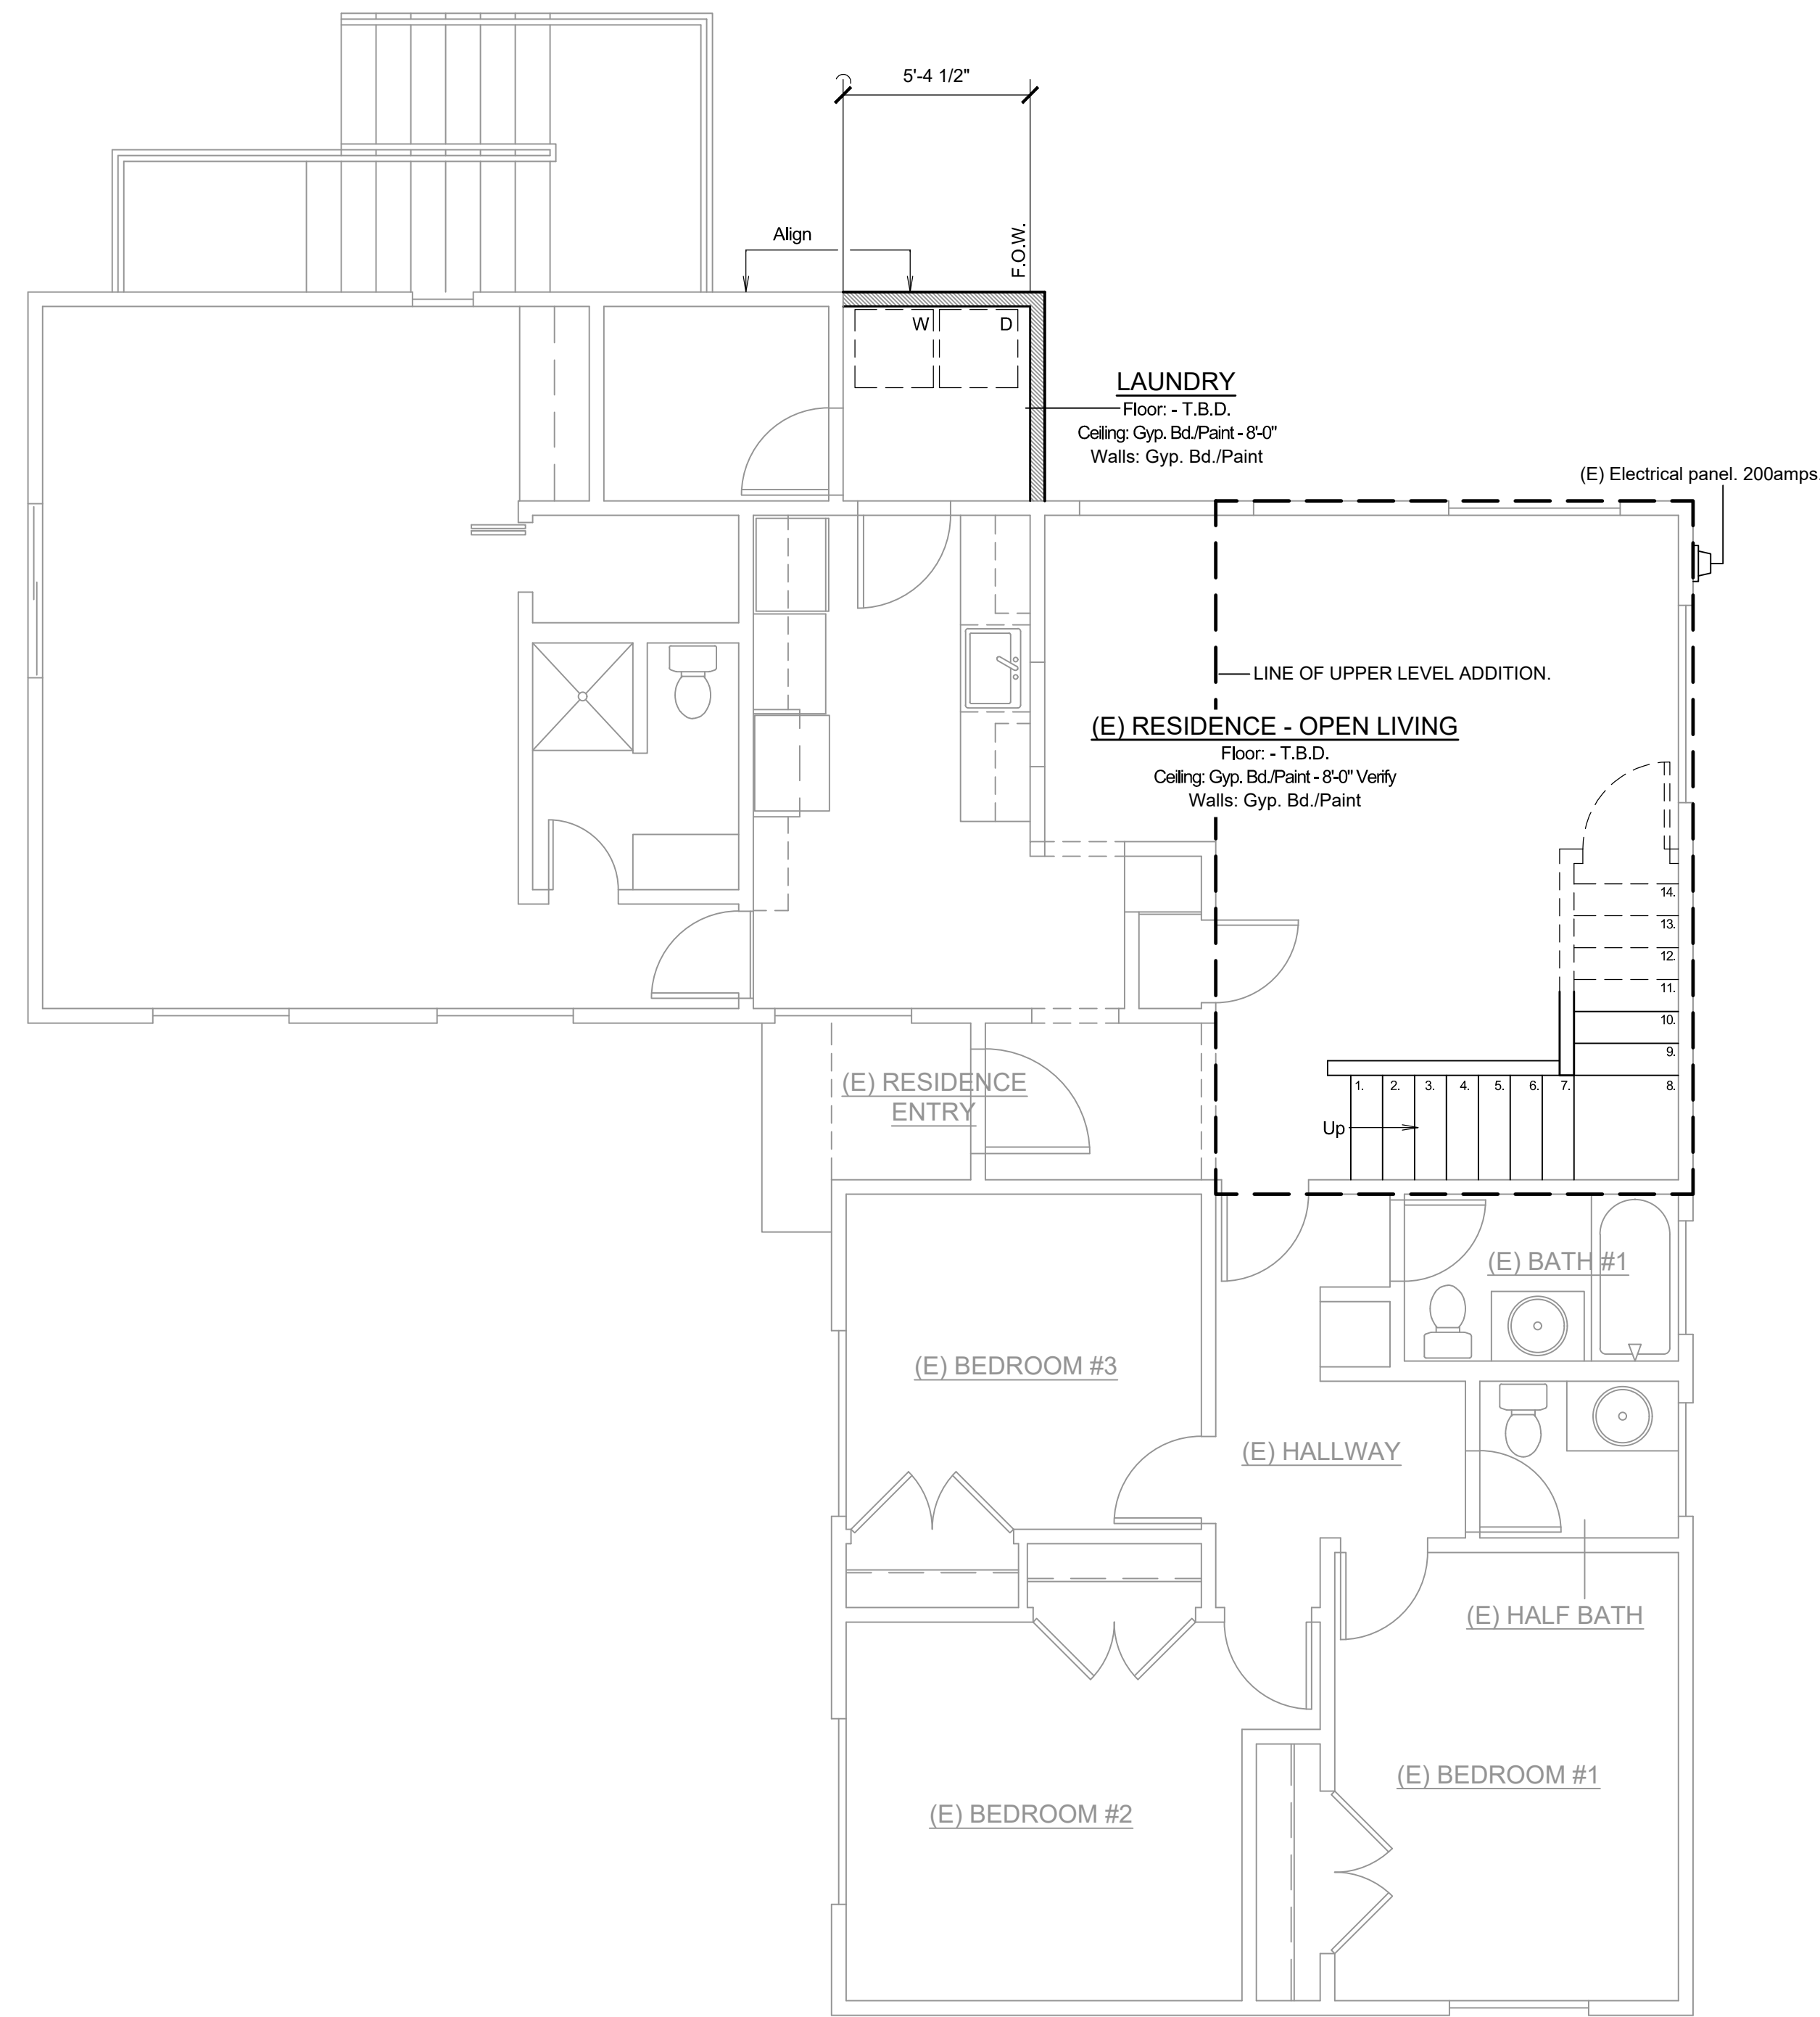 5'-4 1/2"
Align
F.O.W.
W
D
LAUNDRY
Floor: - T.B.D.
Ceiling: Gyp. Bd./Paint - 8'-0"
Walls: Gyp. Bd./Paint
(E) Electrical panel. 200amps.
LINE OF UPPER LEVEL ADDITION.
(E) RESIDENCE - OPEN LIVING
Floor: - T.B.D.
Ceiling: Gyp. Bd./Paint - 8'-0" Verify
Walls: Gyp. Bd./Paint
14.
13.
12.
11.
10.
9.
8.
1.
2.
3.
4.
5.
6.
7.
Up
(E) RESIDENCE
ENTRY
(E) BATH #1
(E) BEDROOM #3
(E) HALLWAY
(E) HALF BATH
(E) BEDROOM #1
(E) BEDROOM #2